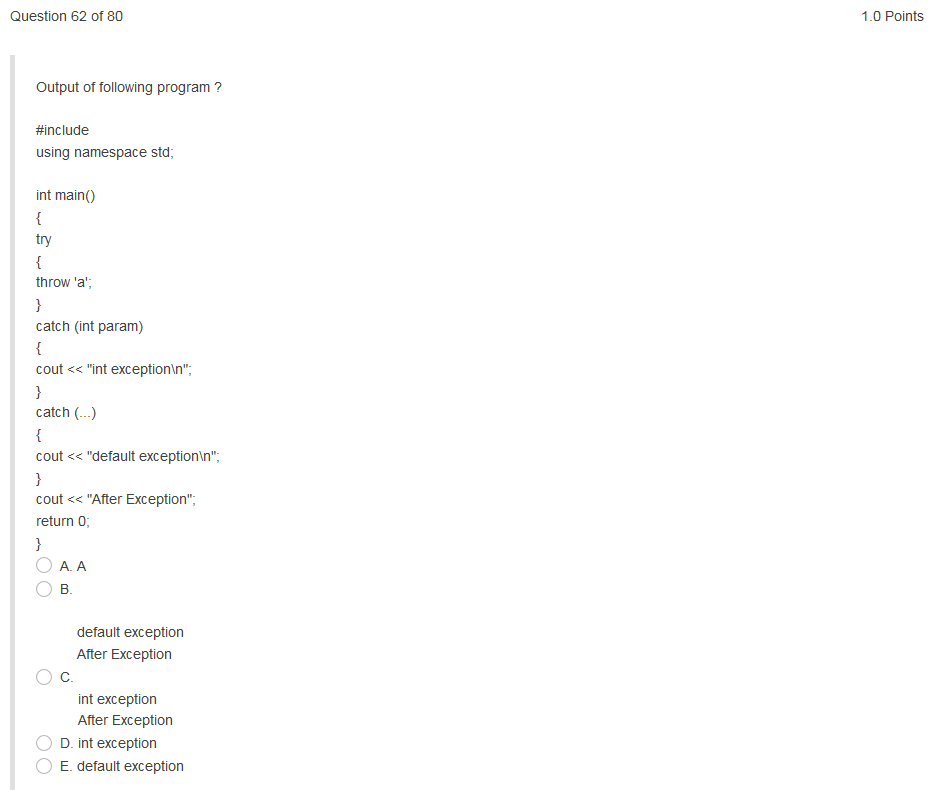 Question 62 of 80
1.0 Points
Output of following program ?
#include
using namespace std;
int main()
{
try
{
throw 'a';
}
catch (int param)
{
cout << "int exception\n";
}
catch (...)
{
cout << "default exception\n";
}
cout << "After Exception";
return 0;
}
A. A
B.
default exception
After Exception
C.
int exception
After Exception
D. int exception
E. default exception